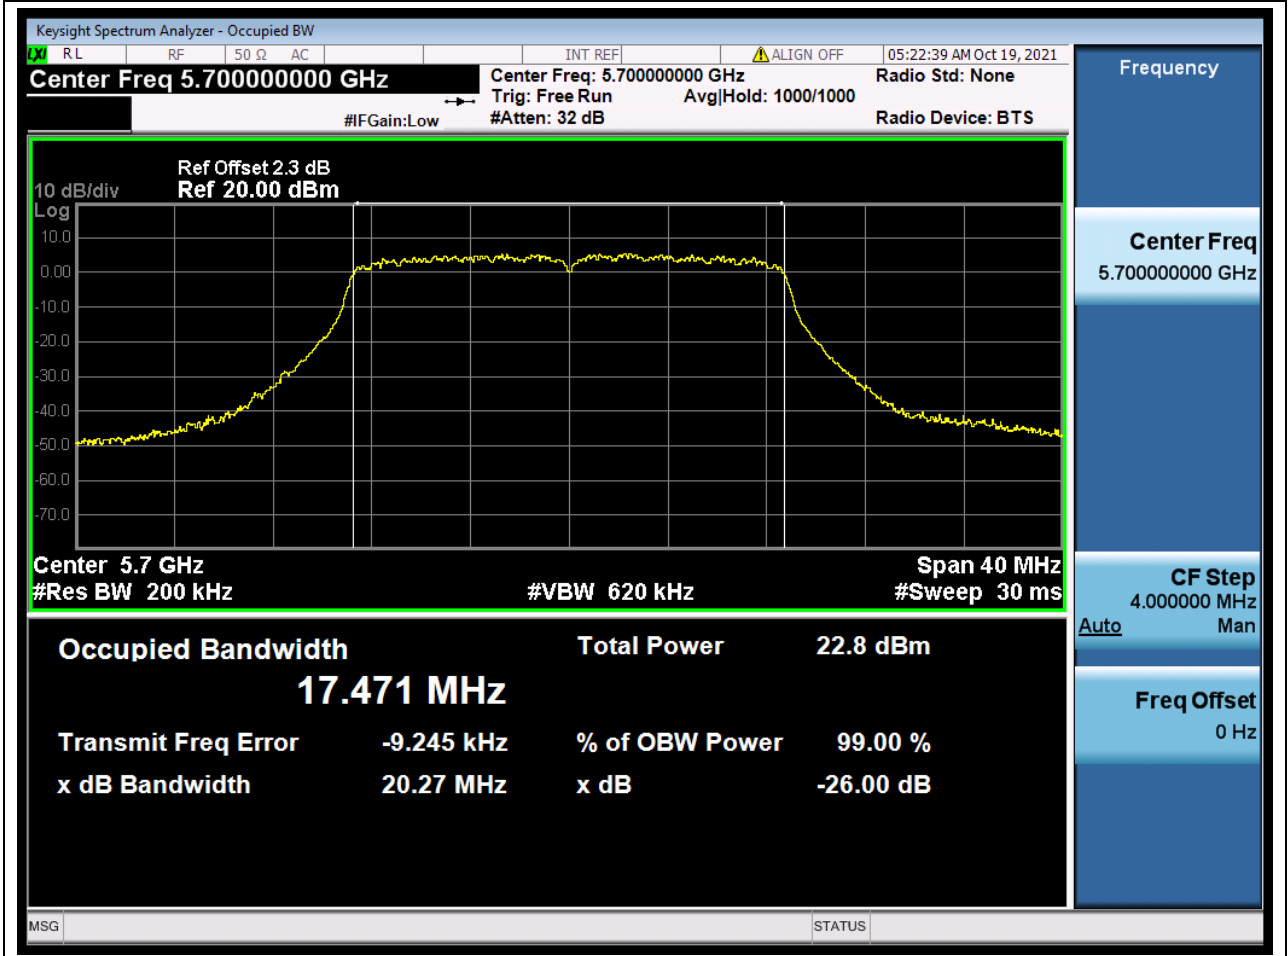 Keysight Spectrum Analyzer - Occupied BW
LXI RL RF 50 Ω AC INT REF ALIGN OFF 05:22:39 AM Oct 19, 2021
Center Freq 5.700000000 GHz
Center Freq: 5.700000000 GHz Radio Std: None
Trig: Free Run Avg|Hold: 1000/1000
#IFGain:Low #Atten: 32 dB Radio Device: BTS
Ref Offset 2.3 dB
10 dB/div Ref 20.00 dBm
Log
10.0
0.00
-10.0
-20.0
-30.0
-40.0
-50.0
-60.0
-70.0
Center 5.7 GHz Span 40 MHz
#Res BW 200 kHz #VBW 620 kHz #Sweep 30 ms
Occupied Bandwidth Total Power 22.8 dBm
17.471 MHz
Transmit Freq Error -9.245 kHz % of OBW Power 99.00 %
x dB Bandwidth 20.27 MHz x dB -26.00 dB
MSG STATUS
Frequency
Center Freq
5.700000000 GHz
CF Step
4.000000 MHz
Auto Man
Freq Offset
0 Hz